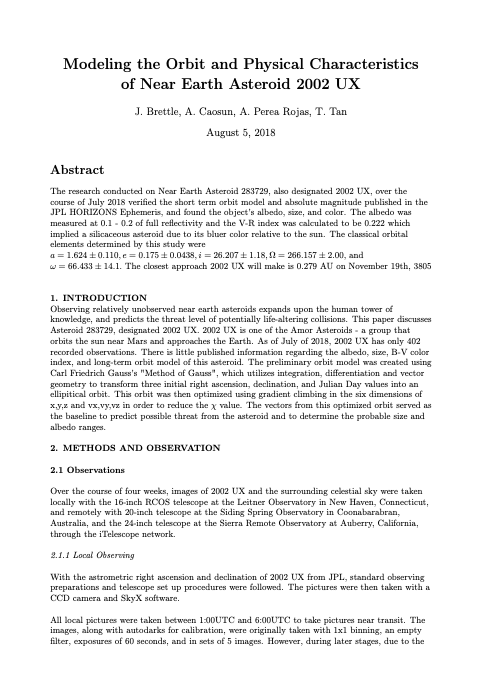 Modeling the Orbit and Physical Characteristics
of Near Earth Asteroid 2002 UX
J. Brettle, A. Caosun, A. Perea Rojas, T. Tan
August 5, 2018
Abstract
The research conducted on Near Earth Asteroid 283729, also designated 2002 UX, over the
course of July 2018 verified the short term orbit model and absolute magnitude published in the
JPL HORIZONS Ephemeris, and found the object's albedo, size, and color. The albedo was
measured at 0.1 - 0.2 of full reflectivity and the V-R index was calculated to be 0.222 which
implied a silicaceous asteroid due to its bluer color relative to the sun. The classical orbital
elements determined by this study were
a = 1.624 ± 0.110, e = 0.175 ± 0.0438, i = 26.207 ± 1.18, Ω = 266.157 ± 2.00, and
ω = 66.433 ± 14.1. The closest approach 2002 UX will make is 0.279 AU on November 19th, 3805
1. INTRODUCTION
Observing relatively unobserved near earth asteroids expands upon the human tower of
knowledge, and predicts the threat level of potentially life-altering collisions. This paper discusses
Asteroid 283729, designated 2002 UX. 2002 UX is one of the Amor Asteroids - a group that
orbits the sun near Mars and approaches the Earth. As of July of 2018, 2002 UX has only 402
recorded observations. There is little published information regarding the albedo, size, B-V color
index, and long-term orbit model of this asteroid. The preliminary orbit model was created using
Carl Friedrich Gauss's "Method of Gauss", which utilizes integration, differentiation and vector
geometry to transform three initial right ascension, declination, and Julian Day values into an
ellipitical orbit. This orbit was then optimized using gradient climbing in the six dimensions of
x,y,z and vx,vy,vz in order to reduce the χ value. The vectors from this optimized orbit served as
the baseline to predict possible threat from the asteroid and to determine the probable size and
albedo ranges.
2. METHODS AND OBSERVATION
2.1 Observations
Over the course of four weeks, images of 2002 UX and the surrounding celestial sky were taken
locally with the 16-inch RCOS telescope at the Leitner Observatory in New Haven, Connecticut,
and remotely with 20-inch telescope at the Siding Spring Observatory in Coonabarabran,
Australia, and the 24-inch telescope at the Sierra Remote Observatory at Auberry, California,
through the iTelescope network.
2.1.1 Local Observing
With the astrometric right ascension and declination of 2002 UX from JPL, standard observing
preparations and telescope set up procedures were followed. The pictures were then taken with a
CCD camera and SkyX software.
All local pictures were taken between 1:00UTC and 6:00UTC to take pictures near transit. The
images, along with autodarks for calibration, were originally taken with 1x1 binning, an empty
filter, exposures of 60 seconds, and in sets of 5 images. However, during later stages, due to the